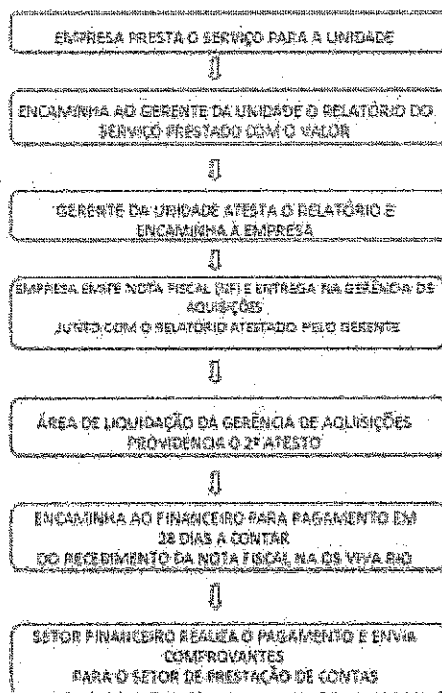 EMPRESA PRESTA O SERVIÇO PARA A UNIDADE
ENCAMINHA AO GERENTE DA UNIDADE O RELATÓRIO DO
SERVIÇO PRESTADO COM O VALOR
GERENTE DA UNIDADE ATESTA O RELATÓRIO E
ENCAMINHA À EMPRESA
EMPRESA EMITE NOTA FISCAL (NF) E ENTREGA NA GERÊNCIA DE
AQUISIÇÕES
JUNTO COM O RELATÓRIO ATESTADO PELO GERENTE
ÁREA DE LIQUIDAÇÃO DA GERÊNCIA DE AQUISIÇÕES
PROVIDENCIA O 2º ATESTO
ENCAMINHA AO FINANCEIRO PARA PAGAMENTO EM
28 DIAS A CONTAR
DO RECEBIMENTO DA NOTA FISCAL NA OS VIVA RIO
SETOR FINANCEIRO REALIZA O PAGAMENTO E ENVIA
COMPROVANTES
PARA O SETOR DE PRESTAÇÃO DE CONTAS